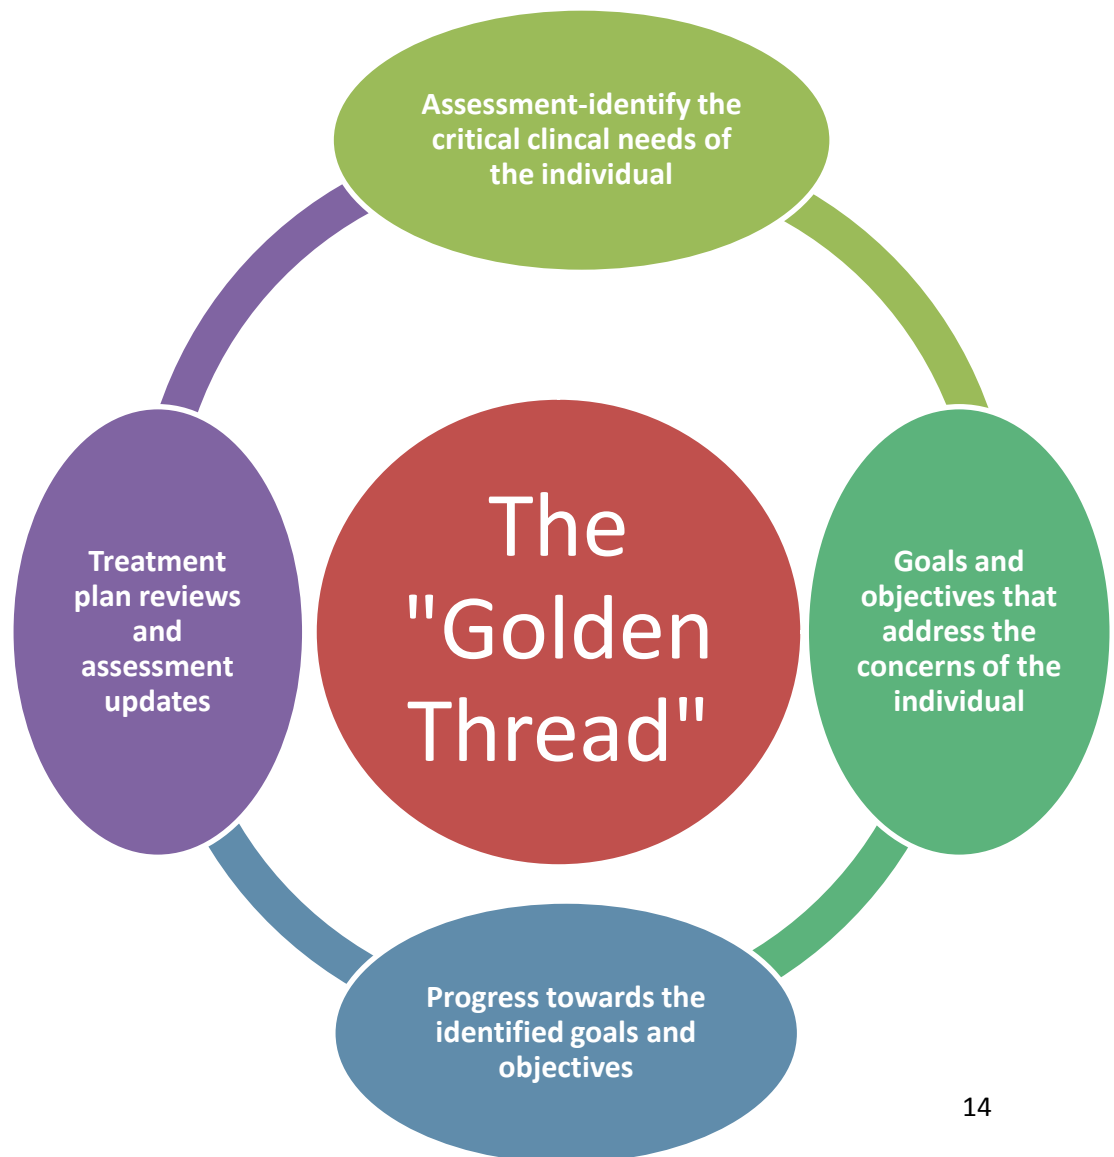 Assessment-identify the
critical clincal needs of
the individual
The
"Golden
Thread"
Goals and
objectives that
address the
concerns of the
individual
Progress towards the
identified goals and
objectives
Treatment
plan reviews
and
assessment
updates
14